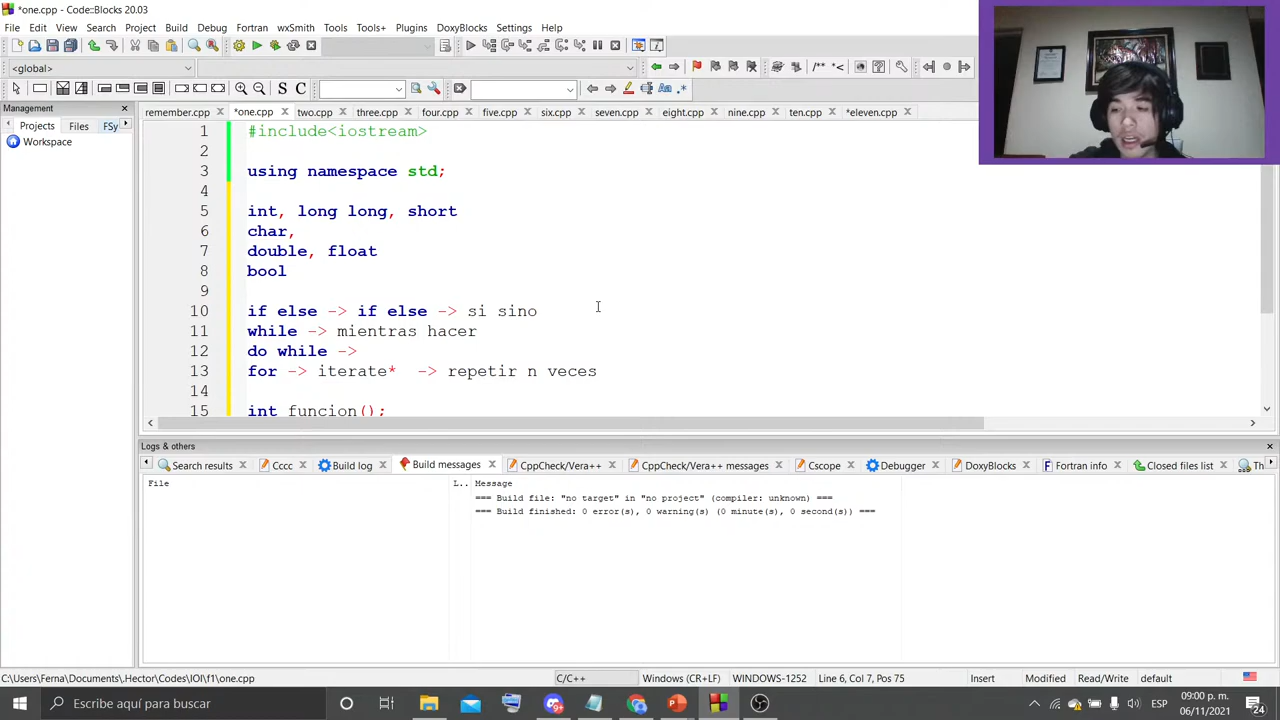 *one.cpp - Code::Blocks 20.03
File Edit View Search Project Build Debug Fortran wxSmith Tools Tools+ Plugins DoxyBlocks Settings Help
<global>
/** *<
S C
Aa .*
Management
Projects Files FSy
Workspace
remember.cpp *one.cpp two.cpp three.cpp four.cpp five.cpp six.cpp seven.cpp eight.cpp nine.cpp ten.cpp *eleven.cpp
1 #include<iostream>
2
3 using namespace std;
4
5 int, long long, short
6 char,
7 double, float
8 bool
9
10 if else -> if else -> si sino
11 while -> mientras hacer
12 do while ->
13 for -> iterate* -> repetir n veces
14
15 int funcion();
Logs & others
Search results Cccc Build log Build messages CppCheck/Vera++ CppCheck/Vera++ messages Cscope Debugger DoxyBlocks Fortran info Closed files list Th
File L.. Message
=== Build file: "no target" in "no project" (compiler: unknown) ===
=== Build finished: 0 error(s), 0 warning(s) (0 minute(s), 0 second(s)) ===
C:\Users\Ferna\Documents\.Hector\Codes\IOI\f1\one.cpp C/C++ Windows (CR+LF) WINDOWS-1252 Line 6, Col 7, Pos 75 Insert Modified Read/Write default
Escribe aquí para buscar
ESP
09:00 p. m.
06/11/2021
24